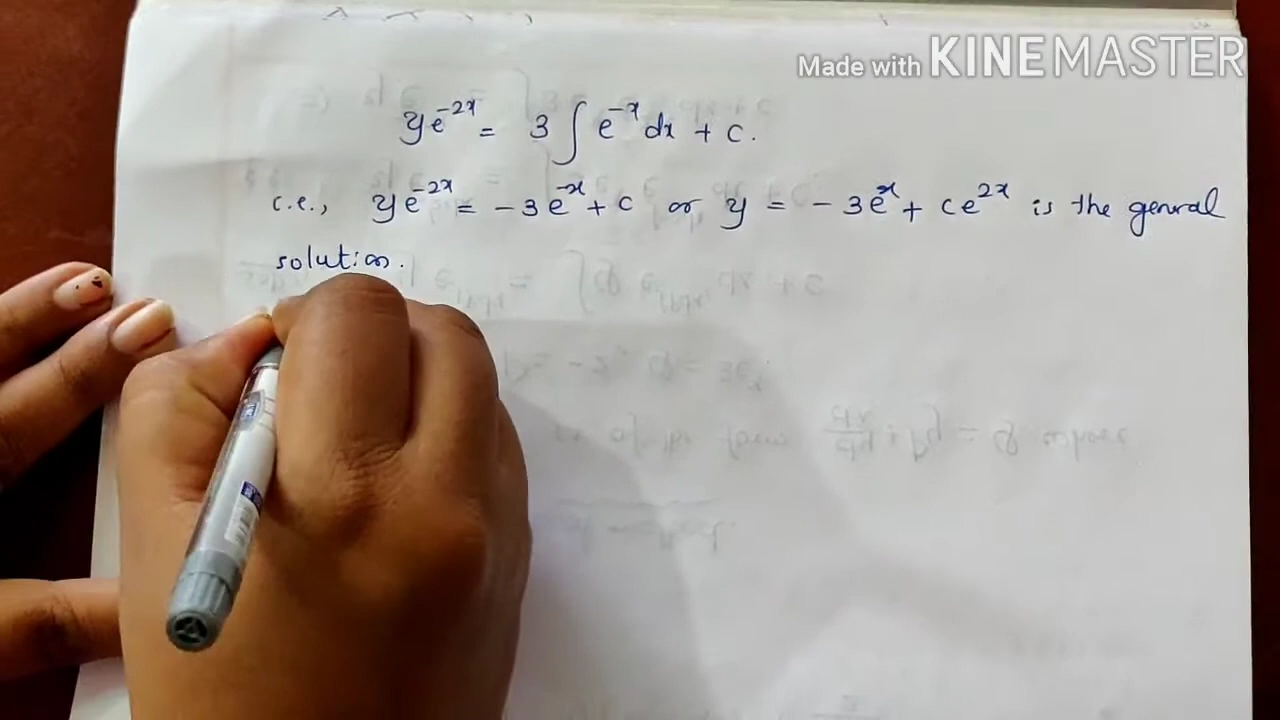 Made with KINEMASTER
ye^{-2x} = 3 ∫ e^{-x} dx + c.
i.e., ye^{-2x} = -3e^{-x} + c or y = -3e^{x} + ce^{2x} is the general
solution.